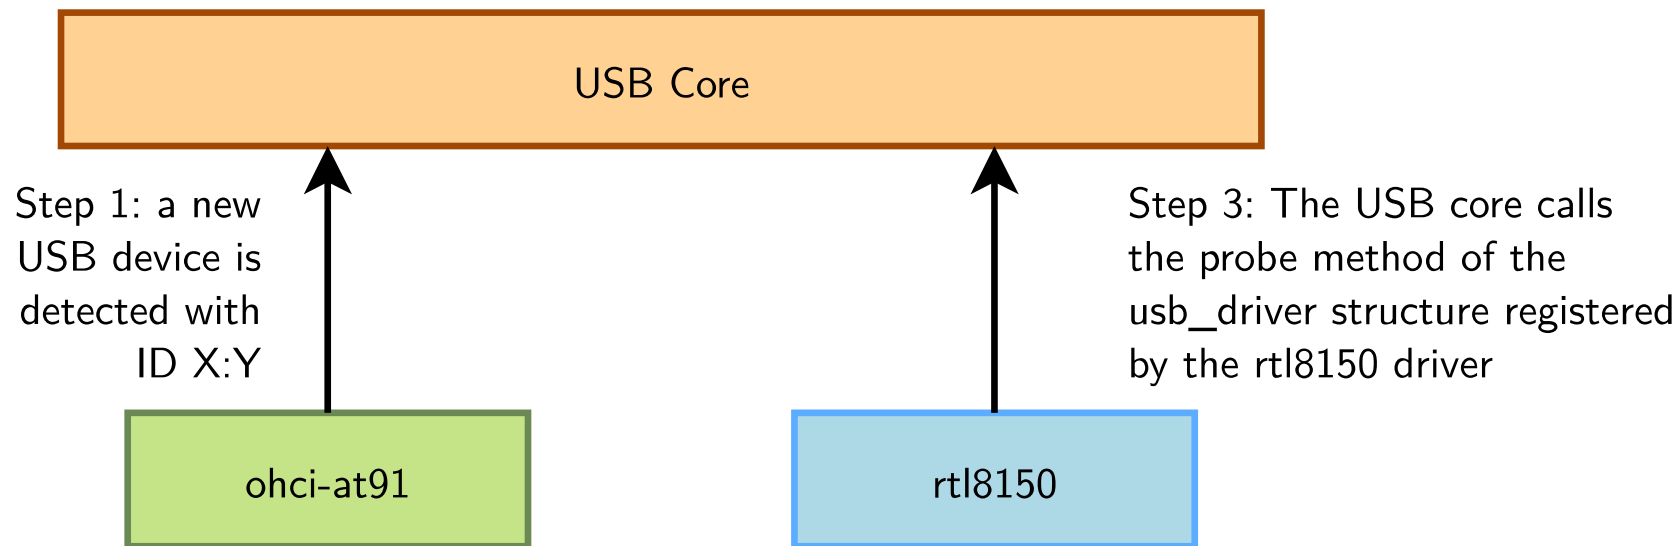 USB Core
Step 1: a new
USB device is
detected with
ID X:Y
Step 3: The USB core calls
the probe method of the
usb_driver structure registered
by the rtl8150 driver
ohci-at91
rtl8150